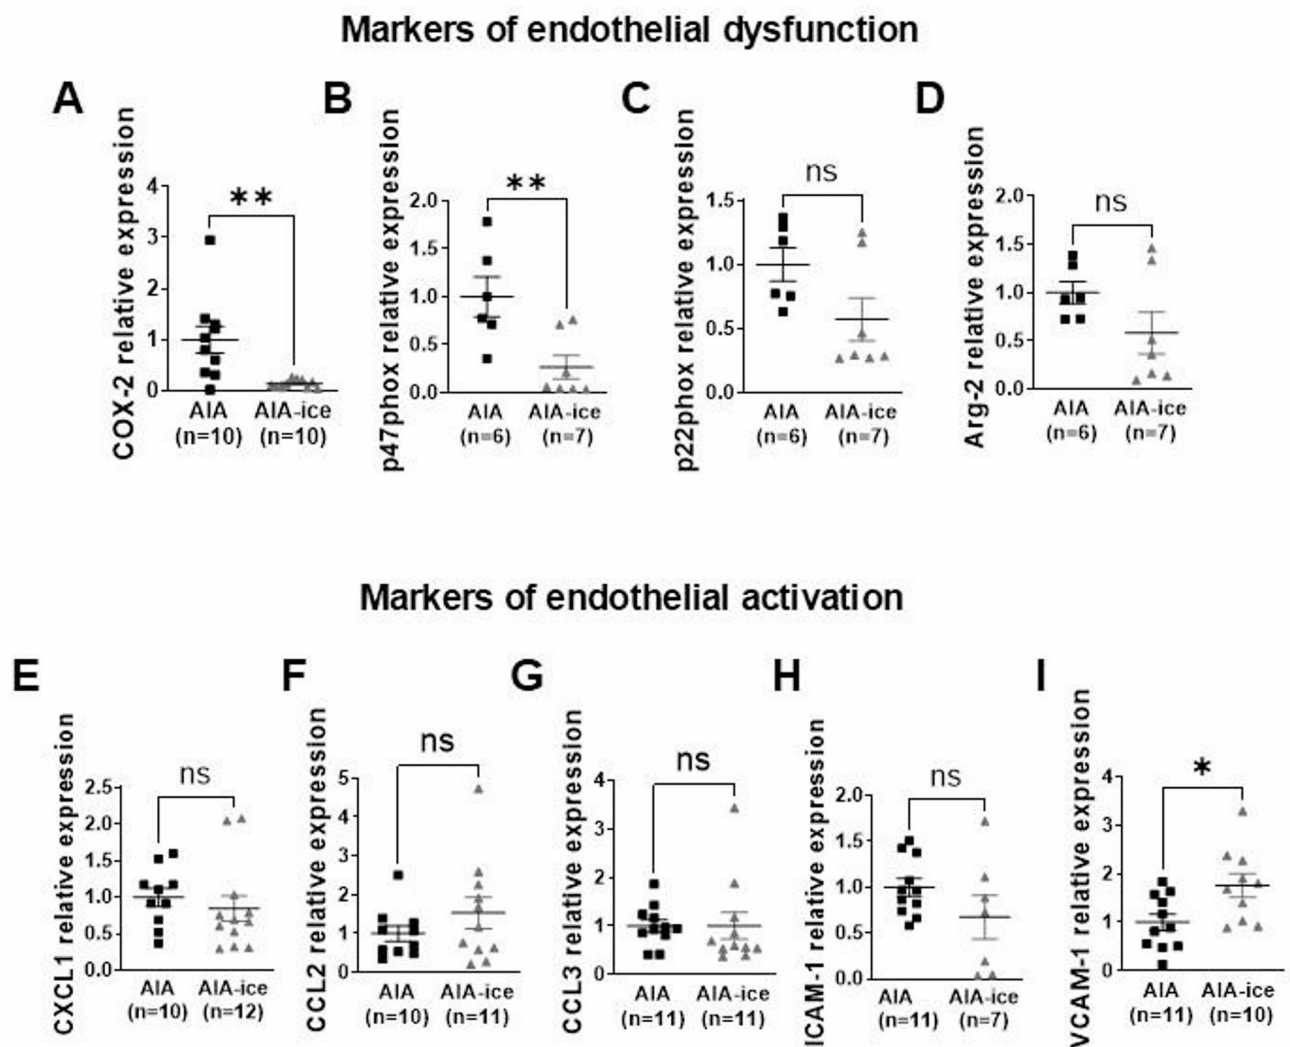 Markers of endothelial dysfunction
A
COX-2 relative expression
4
3
2
1
0
**
AIA
(n=10)
AIA-ice
(n=10)
B
p47phox relative expression
2.0
1.5
1.0
0.5
0.0
**
AIA
(n=6)
AIA-ice
(n=7)
C
p22phox relative expression
1.5
1.0
0.5
0.0
ns
AIA
(n=6)
AIA-ice
(n=7)
D
Arg-2 relative expression
2.0
1.5
1.0
0.5
0.0
ns
AIA
(n=6)
AIA-ice
(n=7)
Markers of endothelial activation
E
CXCL1 relative expression
2.5
2.0
1.5
1.0
0.5
0.0
ns
AIA
(n=10)
AIA-ice
(n=12)
F
CCL2 relative expression
5
4
3
2
1
0
ns
AIA
(n=10)
AIA-ice
(n=11)
G
CCL3 relative expression
4
3
2
1
0
ns
AIA
(n=11)
AIA-ice
(n=11)
H
ICAM-1 relative expression
2.0
1.5
1.0
0.5
0.0
ns
AIA
(n=11)
AIA-ice
(n=7)
I
VCAM-1 relative expression
4
3
2
1
0
*
AIA
(n=11)
AIA-ice
(n=10)